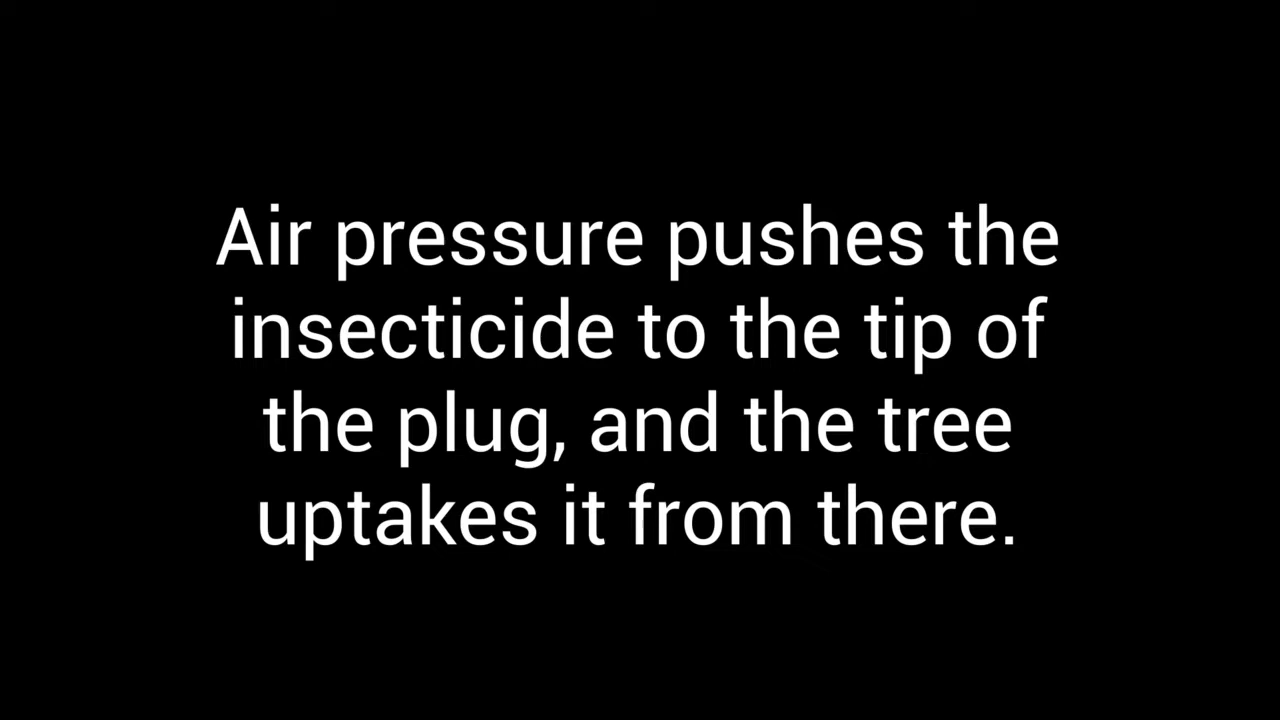 Air pressure pushes the
insecticide to the tip of
the plug, and the tree
uptakes it from there.